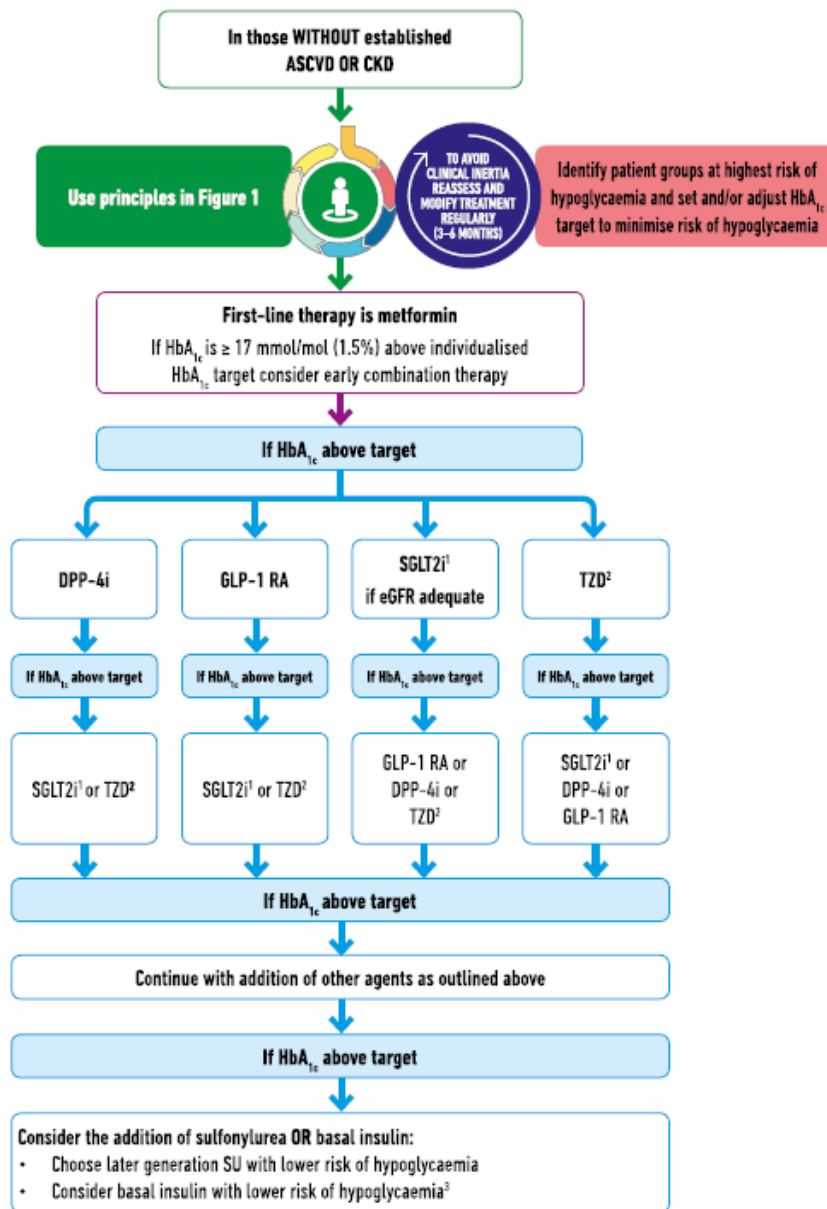 In those WITHOUT established
ASCVD OR CKD
Use principles in Figure 1
TO AVOID
CLINICAL INERTIA
REASSESS AND
MODIFY TREATMENT
REGULARLY
(3–6 MONTHS)
Identify patient groups at highest risk of
hypoglycaemia and set and/or adjust HbA1c
target to minimise risk of hypoglycaemia
First-line therapy is metformin
If HbA1c is ≥ 17 mmol/mol (1.5%) above individualised
HbA1c target consider early combination therapy
If HbA1c above target
DPP-4i
GLP-1 RA
SGLT2i¹
if eGFR adequate
TZD²
If HbA1c above target
If HbA1c above target
If HbA1c above target
If HbA1c above target
SGLT2i¹ or TZD²
SGLT2i¹ or TZD²
GLP-1 RA or
DPP-4i or
TZD²
SGLT2i¹ or
DPP-4i or
GLP-1 RA
If HbA1c above target
Continue with addition of other agents as outlined above
If HbA1c above target
Consider the addition of sulfonylurea OR basal insulin:
• Choose later generation SU with lower risk of hypoglycaemia
• Consider basal insulin with lower risk of hypoglycaemia³